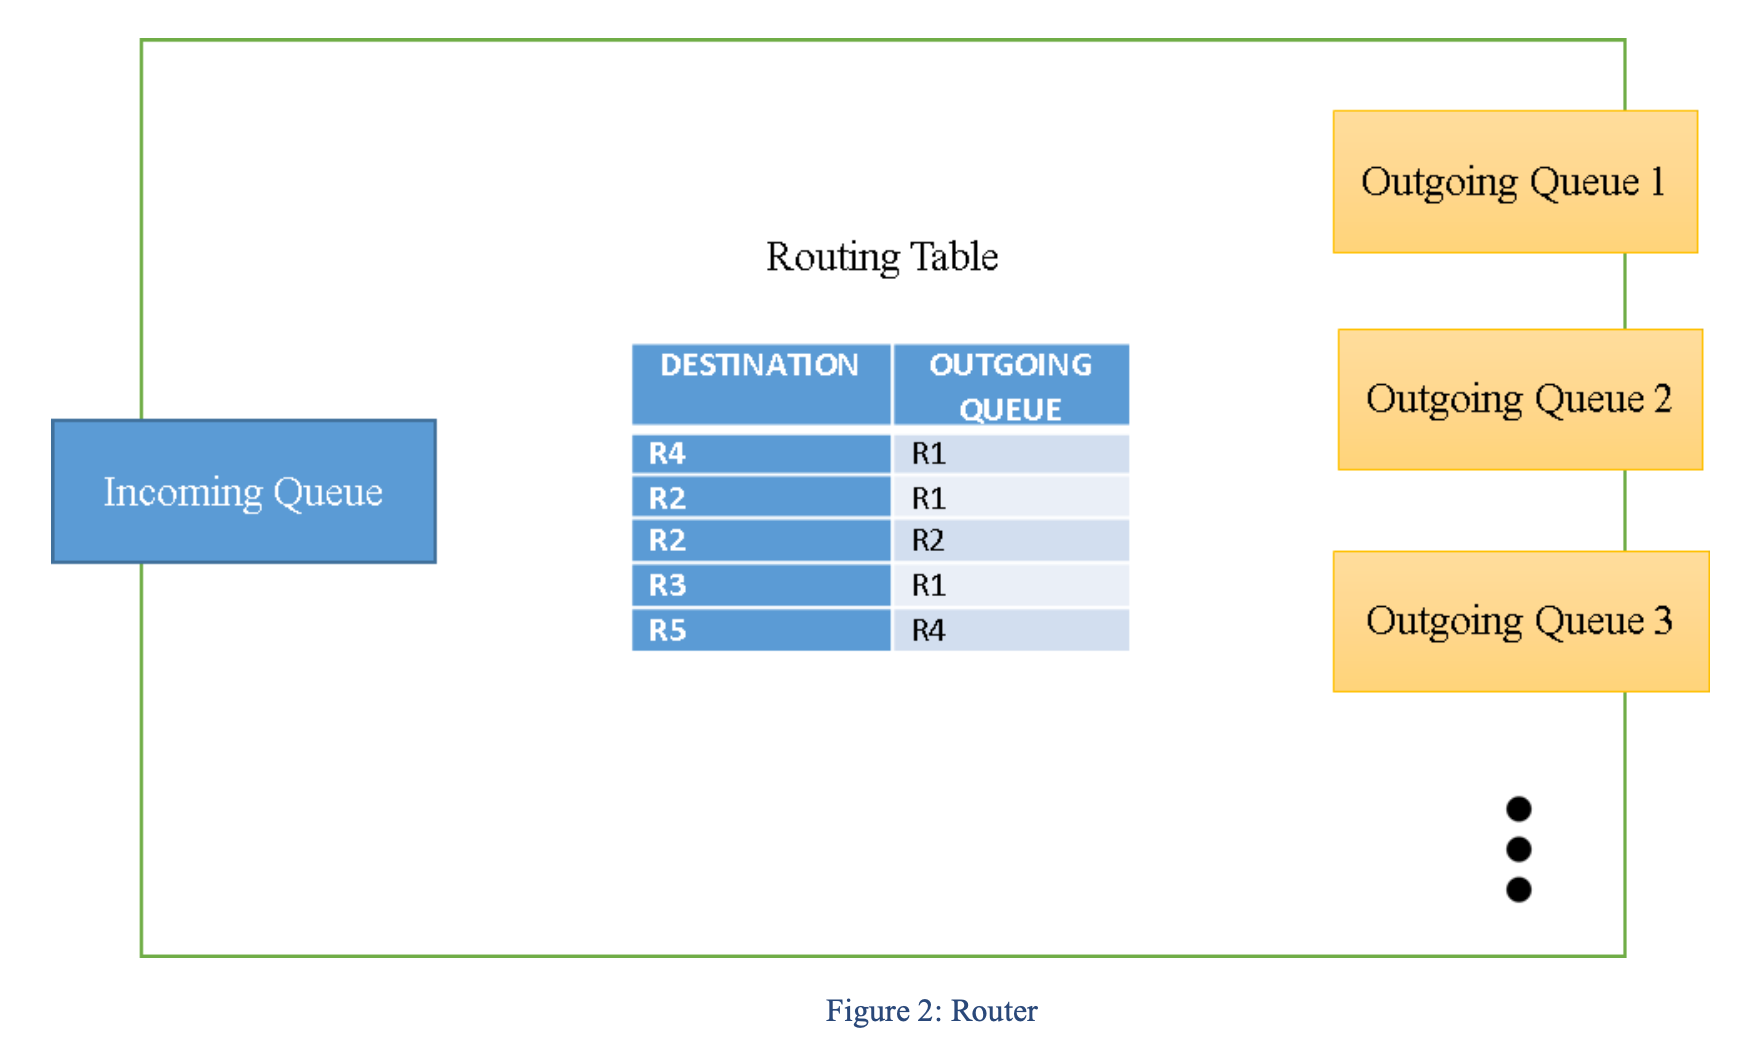 Outgoing Queue 1
Routing Table
DESTINATION OUTGOING
QUEUE
R4 R1
R2 R1
R2 R2
R3 R1
R5 R4
Incoming Queue
Outgoing Queue 2
Outgoing Queue 3
Figure 2: Router